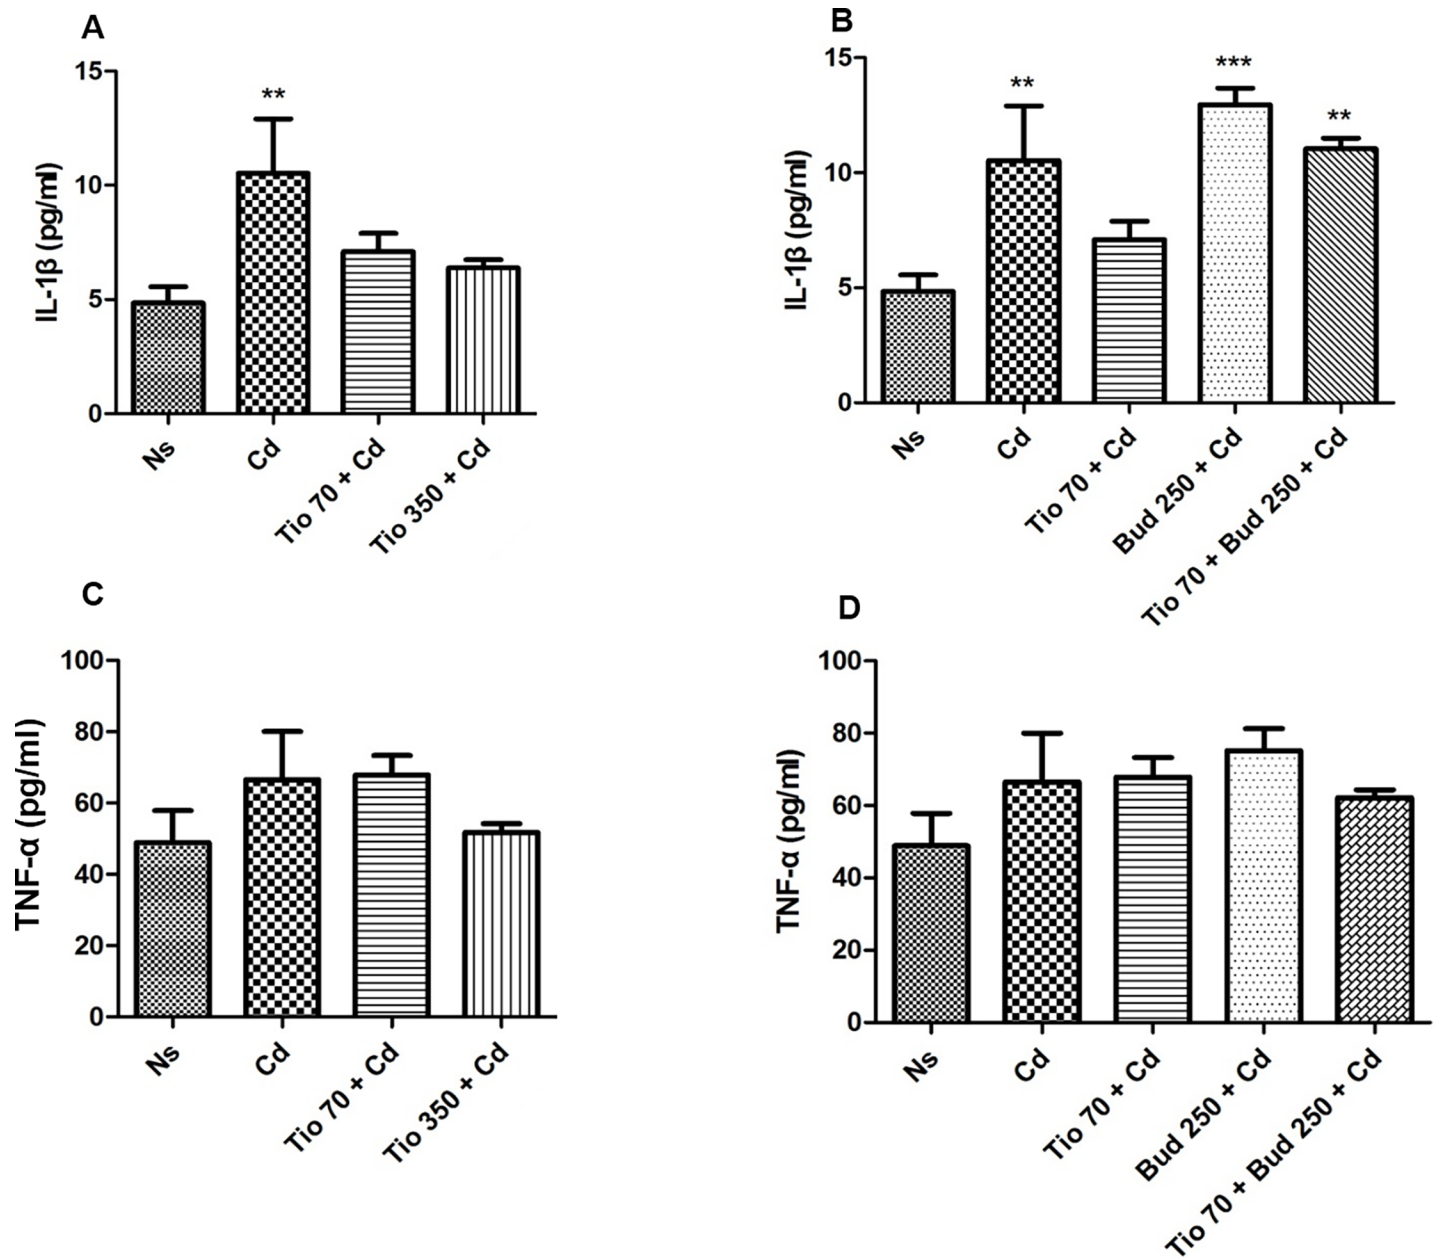 A
IL-1β (pg/ml)
15
10
5
0
**
Ns
Cd
Tio 70 + Cd
Tio 350 + Cd
B
IL-1β (pg/ml)
15
10
5
0
**
***
**
Ns
Cd
Tio 70 + Cd
Bud 250 + Cd
Tio 70 + Bud 250 + Cd
C
TNF-α (pg/ml)
100
80
60
40
20
0
Ns
Cd
Tio 70 + Cd
Tio 350 + Cd
D
TNF-α (pg/ml)
100
80
60
40
20
0
Ns
Cd
Tio 70 + Cd
Bud 250 + Cd
Tio 70 + Bud 250 + Cd